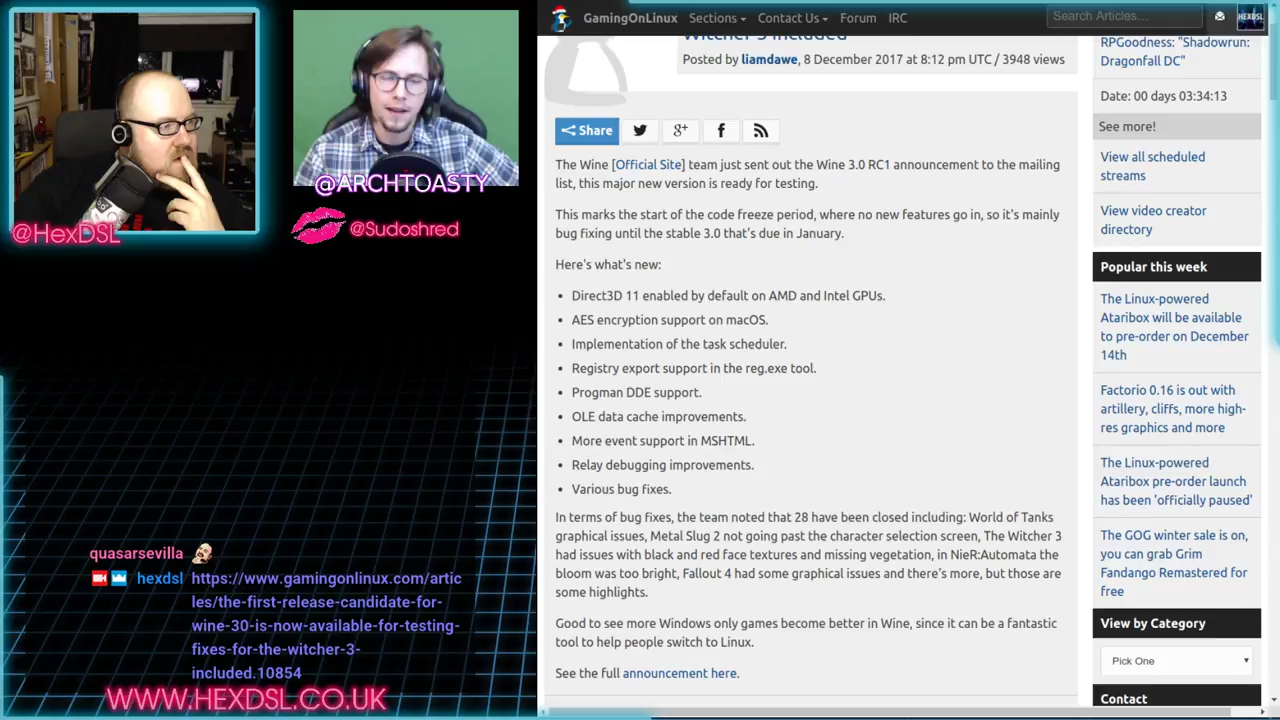 @HexDSL
@ARCHTOASTY
@Sudoshred
quasarsevilla
hexdsl https://www.gamingonlinux.com/artic
les/the-first-release-candidate-for-
wine-30-is-now-available-for-testing-
fixes-for-the-witcher-3-
included.10854
WWW.HEXDSL.CO.UK
GamingOnLinux Sections Contact Us Forum IRC Search Articles... HEXDSL
Witcher 3 included
Posted by liamdawe, 8 December 2017 at 8:12 pm UTC / 3948 views
Share
The Wine [Official Site] team just sent out the Wine 3.0 RC1 announcement to the mailing
list, this major new version is ready for testing.
This marks the start of the code freeze period, where no new features go in, so it's mainly
bug fixing until the stable 3.0 that's due in January.
Here's what's new:
• Direct3D 11 enabled by default on AMD and Intel GPUs.
• AES encryption support on macOS.
• Implementation of the task scheduler.
• Registry export support in the reg.exe tool.
• Progman DDE support.
• OLE data cache improvements.
• More event support in MSHTML.
• Relay debugging improvements.
• Various bug fixes.
In terms of bug fixes, the team noted that 28 have been closed including: World of Tanks
graphical issues, Metal Slug 2 not going past the character selection screen, The Witcher 3
had issues with black and red face textures and missing vegetation, in NieR:Automata the
bloom was too bright, Fallout 4 had some graphical issues and there's more, but those are
some highlights.
Good to see more Windows only games become better in Wine, since it can be a fantastic
tool to help people switch to Linux.
See the full announcement here.
RPGoodness: "Shadowrun:
Dragonfall DC"
Date: 00 days 03:34:13
See more!
View all scheduled
streams
View video creator
directory
Popular this week
The Linux-powered
Ataribox will be available
to pre-order on December
14th
Factorio 0.16 is out with
artillery, cliffs, more high-
res graphics and more
The Linux-powered
Ataribox pre-order launch
has been 'officially paused'
The GOG winter sale is on,
you can grab Grim
Fandango Remastered for
free
View by Category
Pick One
Contact